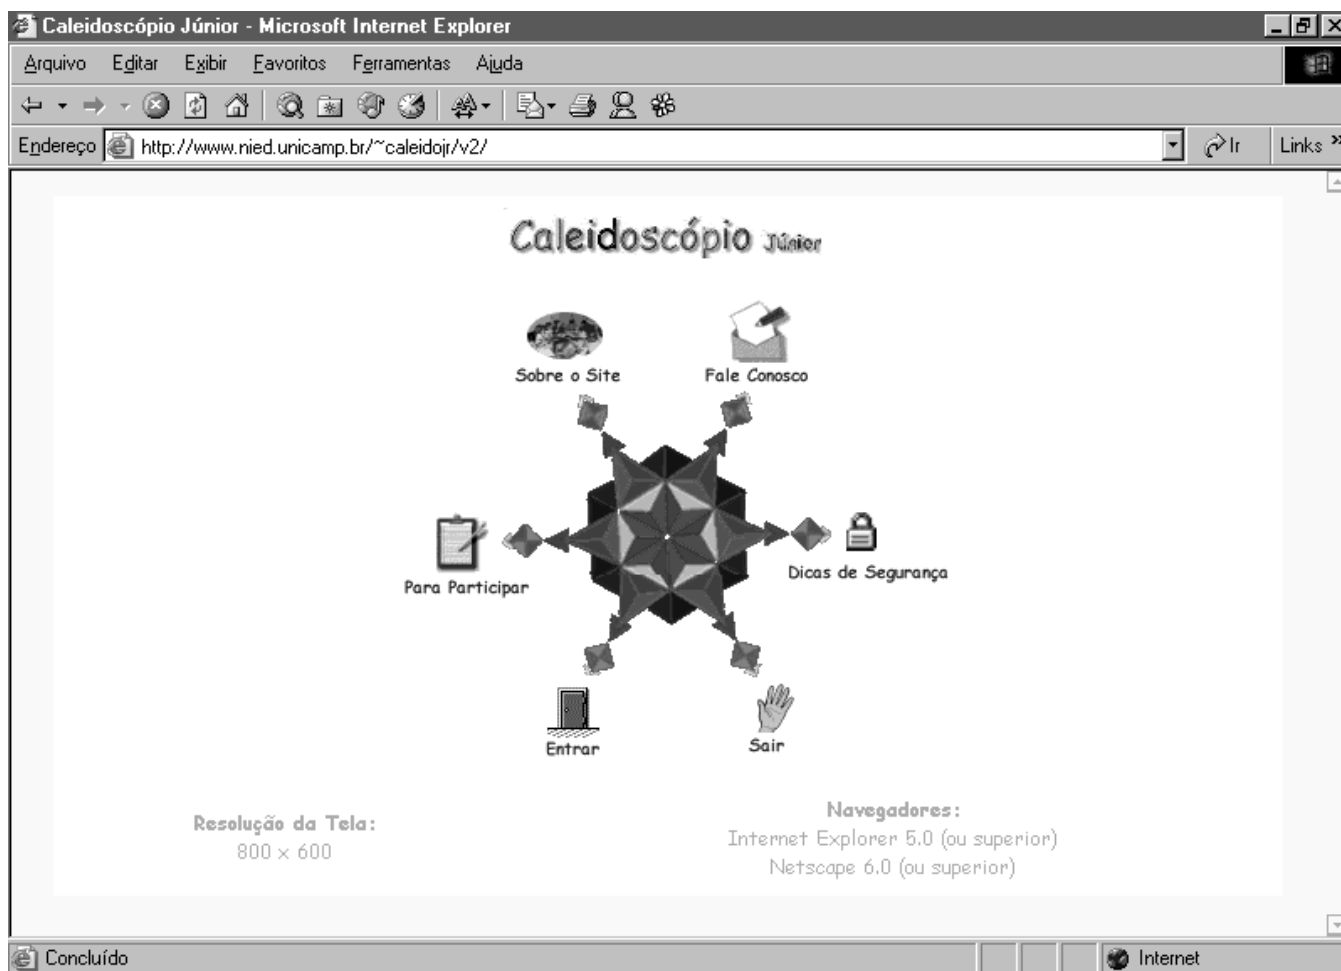 Caleidoscópio Júnior - Microsoft Internet Explorer
Arquivo Editar Exibir Favoritos Ferramentas Ajuda
Endereço http://www.nied.unicamp.br/~caleidojr/v2/ Ir Links »
Caleidoscópio Júnior
Sobre o Site Fale Conosco
Para Participar Dicas de Segurança
Entrar Sair
Resolução da Tela:
800 x 600
Navegadores:
Internet Explorer 5.0 (ou superior)
Netscape 6.0 (ou superior)
Concluído Internet